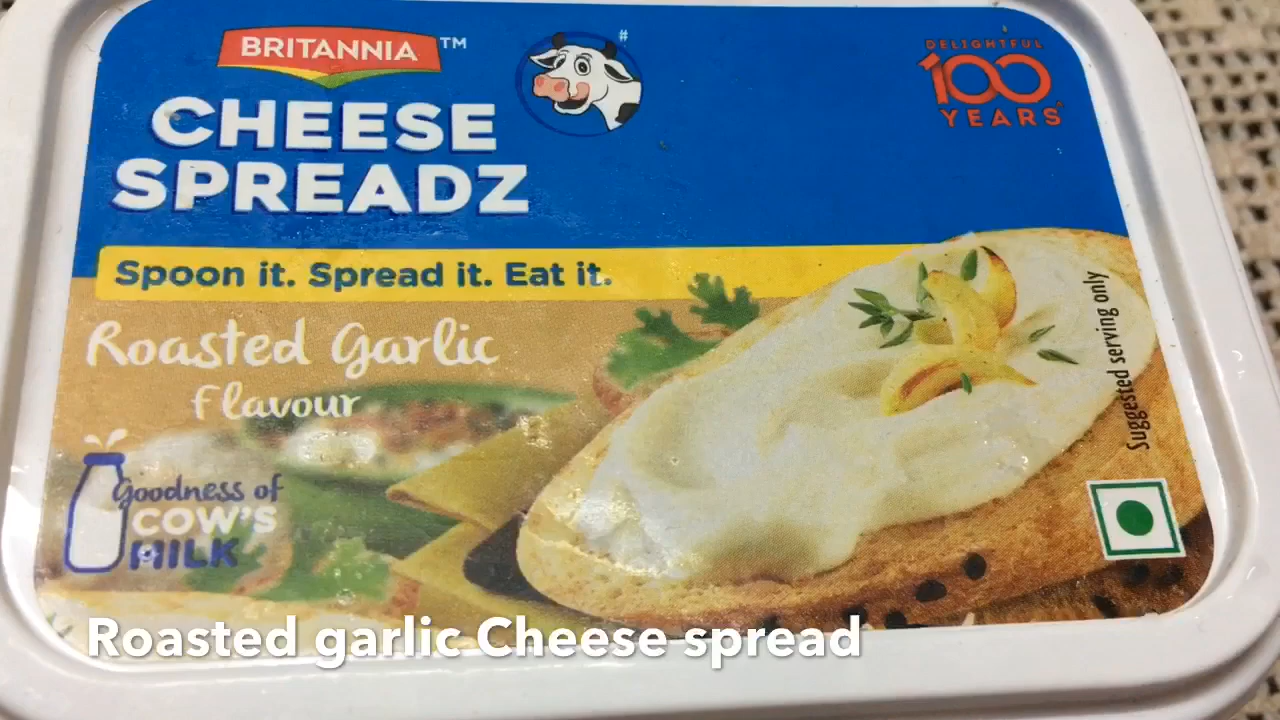 BRITANNIA™
#
DELIGHTFUL
100
YEARS
CHEESE
SPREADZ
Spoon it. Spread it. Eat it.
Roasted Garlic
Flavour
Suggested serving only
Goodness of
COW'S
MILK
Roasted garlic Cheese spread